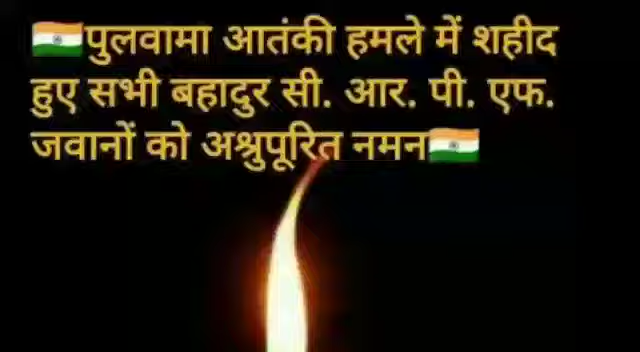 🇮🇳पुलवामा आतंकी हमले में शहीद
हुए सभी बहादुर सी. आर. पी. एफ.
जवानों को अश्रुपूरित नमन🇮🇳